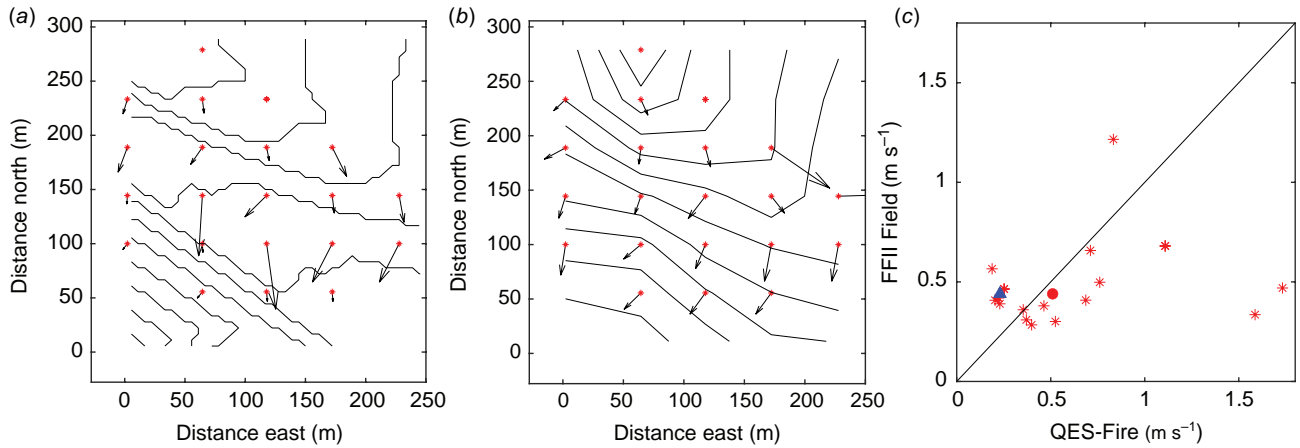 (a)
300
250
200
150
100
50
0
Distance north (m)
0 50 100 150 200 250
Distance east (m)
(b)
300
250
200
150
100
50
0
Distance north (m)
0 50 100 150 200 250
Distance east (m)
(c)
1.5
1
0.5
0
FFII Field (m s⁻¹)
0 0.5 1 1.5
QES-Fire (m s⁻¹)